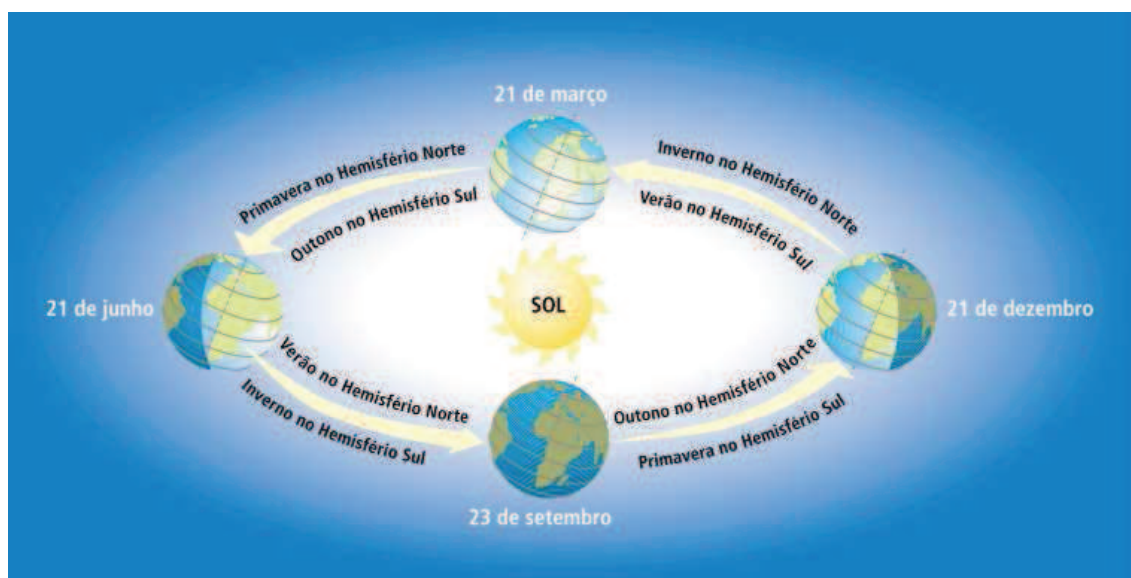 21 de março
Primavera no Hemisfério Norte
Outono no Hemisfério Sul
Inverno no Hemisfério Norte
Verão no Hemisfério Sul
21 de junho
SOL
21 de dezembro
Verão no Hemisfério Norte
Inverno no Hemisfério Sul
Outono no Hemisfério Norte
Primavera no Hemisfério Sul
23 de setembro